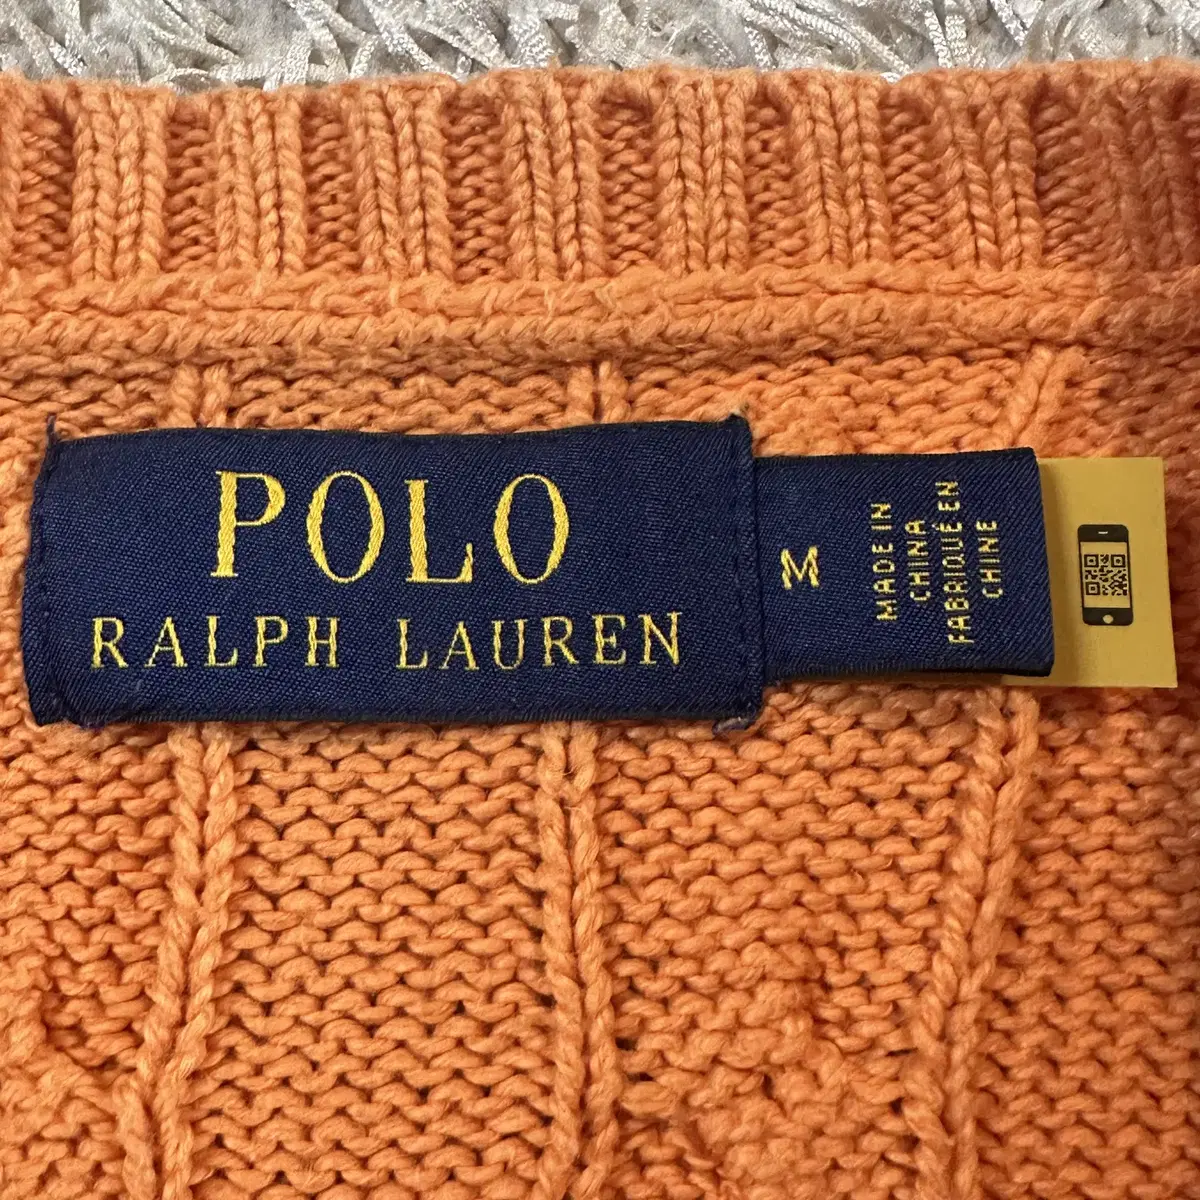 POLO
RALPH LAUREN
M
MADE IN
CHINA
FABRIQUÉ EN
CHINE